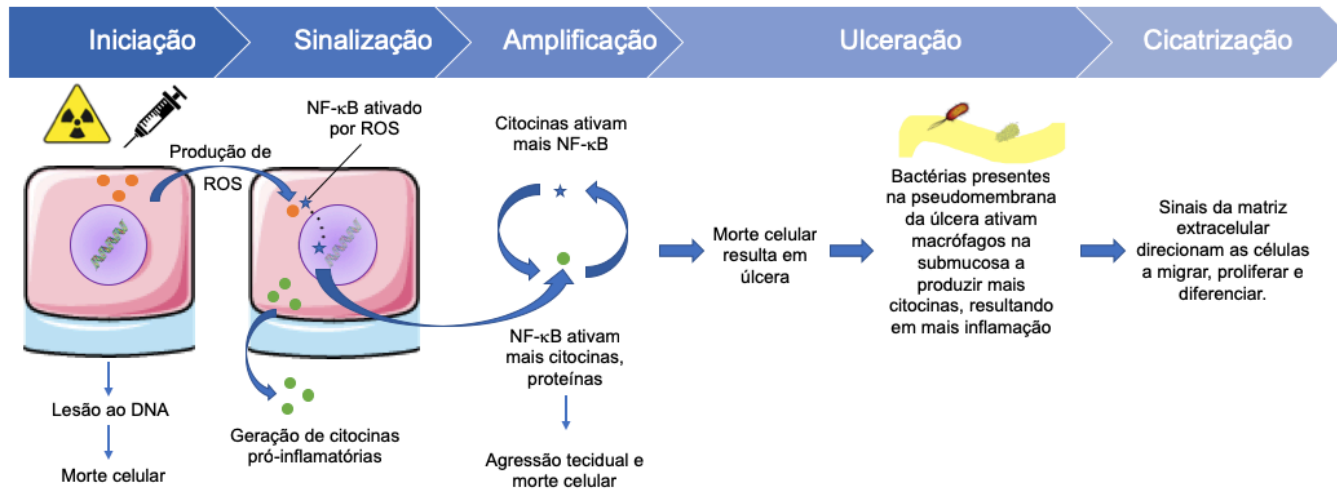 Iniciação
Sinalização
Amplificação
Ulceração
Cicatrização
Produção de
ROS
Lesão ao DNA
Morte celular
NF-κB ativado
por ROS
Geração de citocinas
pró-inflamatórias
Citocinas ativam
mais NF-κB
NF-κB ativam
mais citocinas,
proteínas
Agressão tecidual e
morte celular
Morte celular
resulta em
úlcera
Bactérias presentes
na pseudomembrana
da úlcera ativam
macrófagos na
submucosa a
produzir mais
citocinas, resultando
em mais inflamação
Sinais da matriz
extracelular
direcionam as células
a migrar, proliferar e
diferenciar.